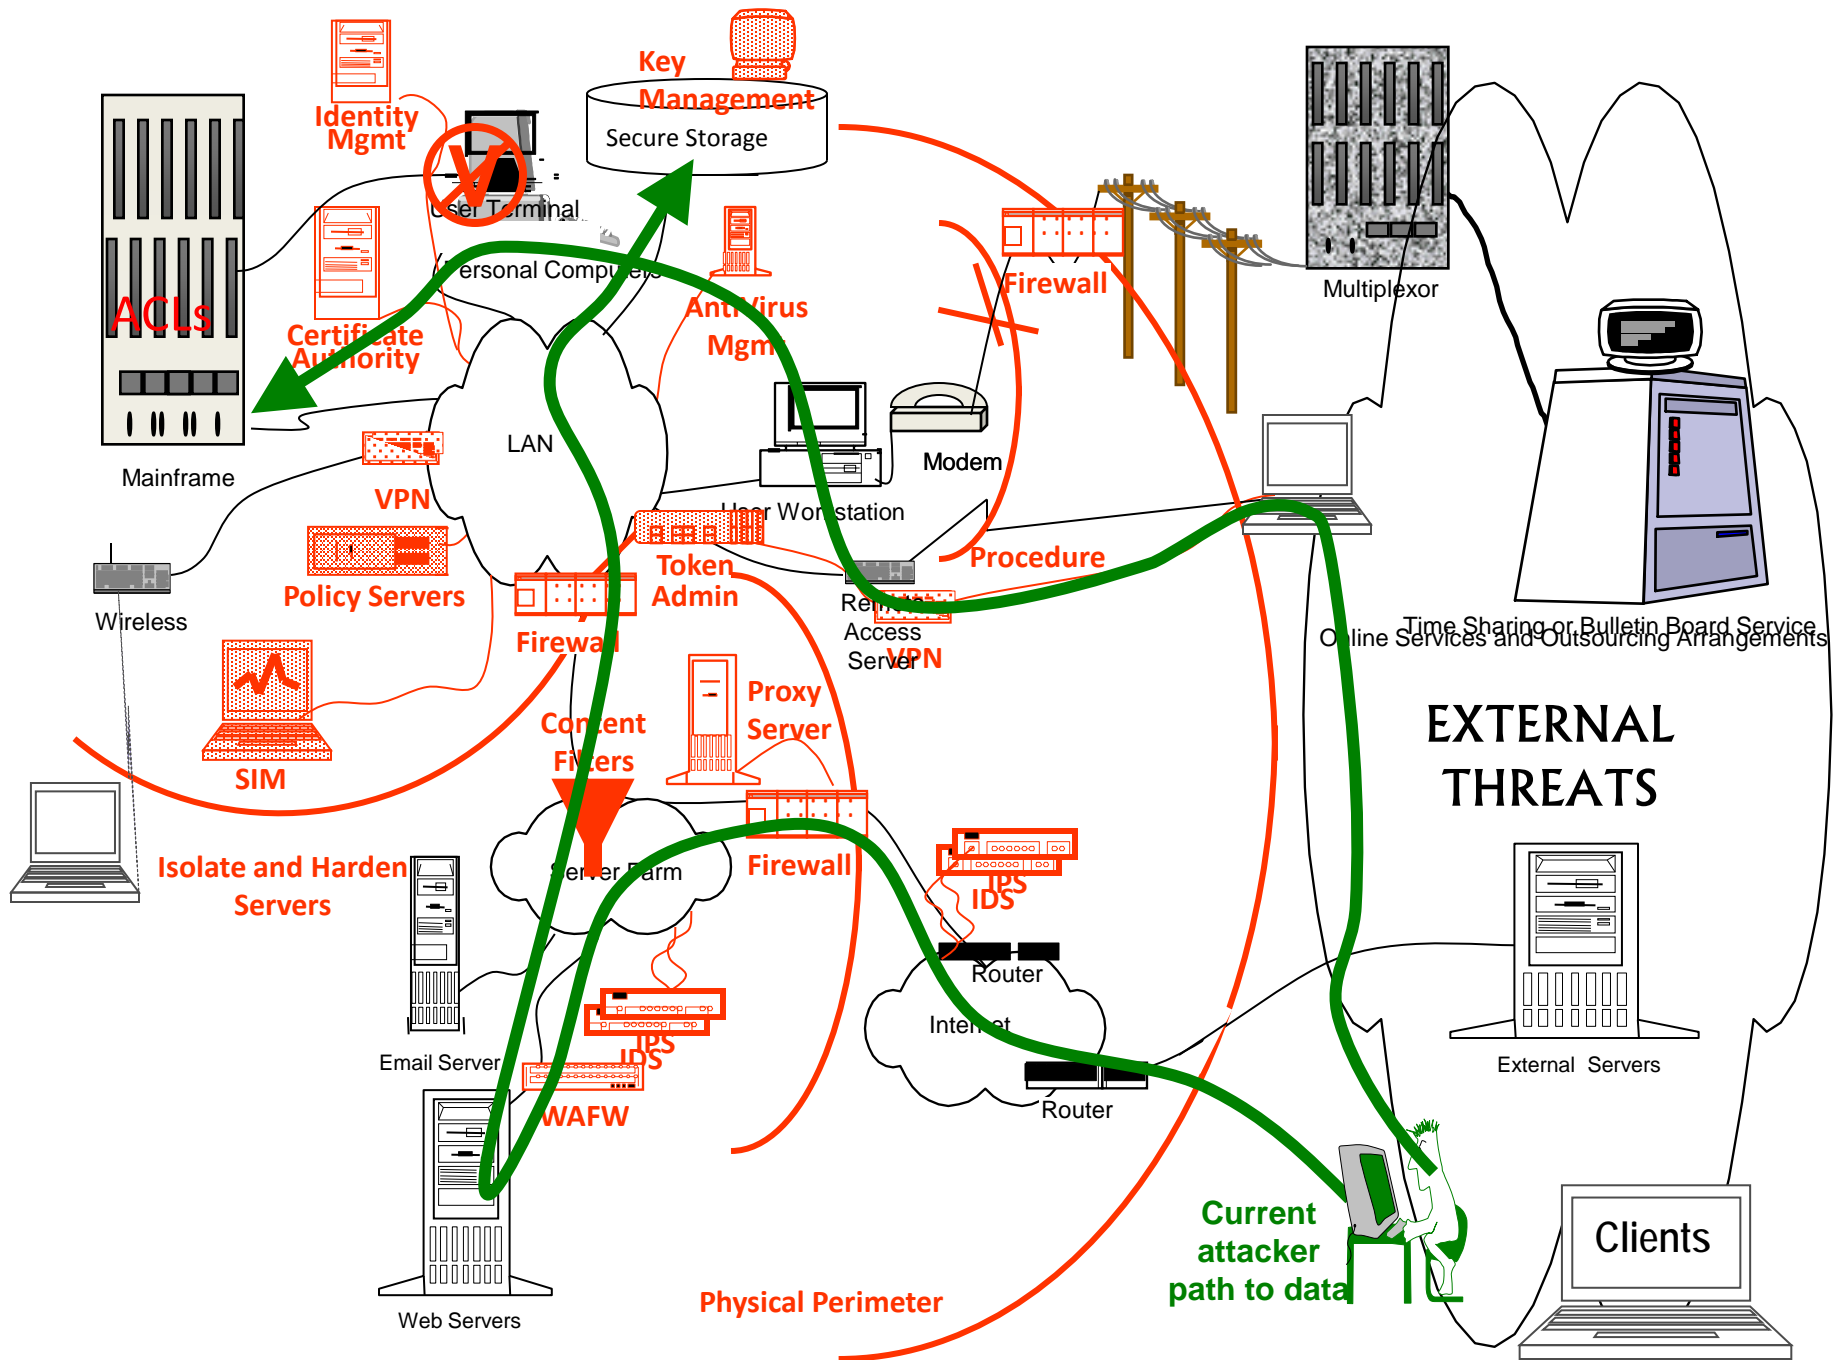 Key
Management
Secure Storage
Identity
Mgmt
V
User Terminal
Personal Computers
ACLs
Certificate
Authority
AntiVirus
Mgmt
Firewall
Multiplexor
Mainframe
LAN
VPN
Modem
User Workstation
Policy Servers
Token
Admin
Procedure
Wireless
Firewall
Remote
Access
Server
VPN
Time Sharing or Bulletin Board Service
Online Services and Outsourcing Arrangements
EXTERNAL
THREATS
SIM
Content
Filters
Proxy
Server
Isolate and Harden
Servers
Server Farm
Firewall
IPS
IDS
Router
Internet
Email Server
IPS
IDS
WAFW
Router
External Servers
Web Servers
Physical Perimeter
Current
attacker
path to data
Clients